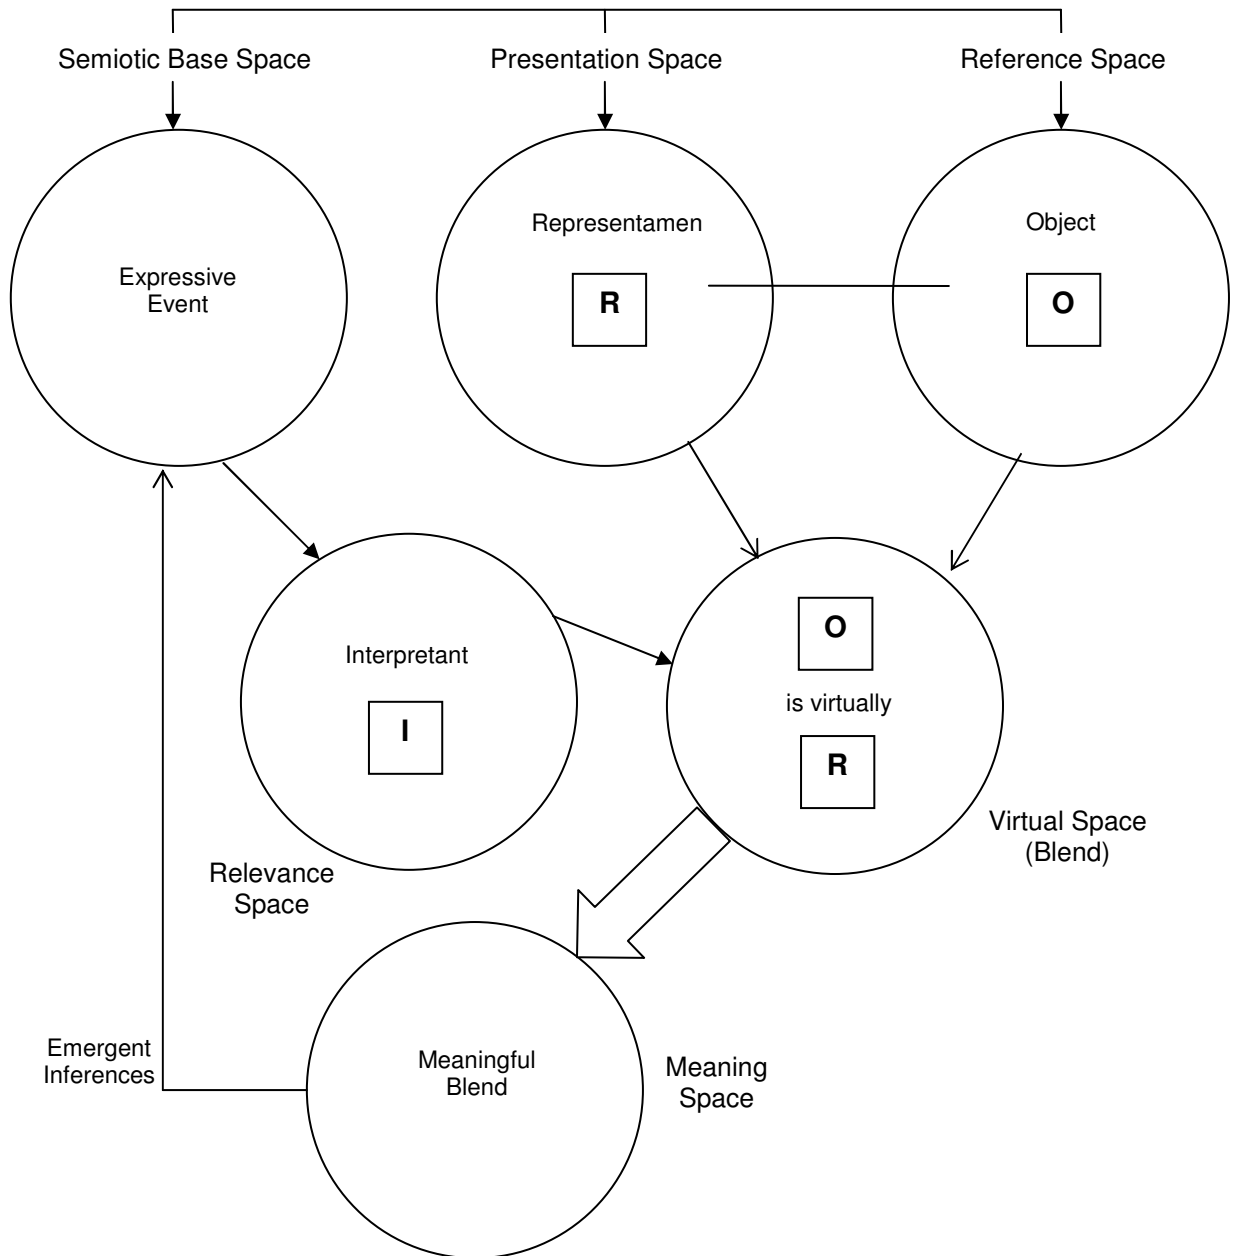 Semiotic Base Space
Presentation Space
Reference Space
Expressive
Event
Representamen
R
Object
O
Interpretant
I
Relevance
Space
O
is virtually
R
Virtual Space
(Blend)
Emergent
Inferences
Meaningful
Blend
Meaning
Space